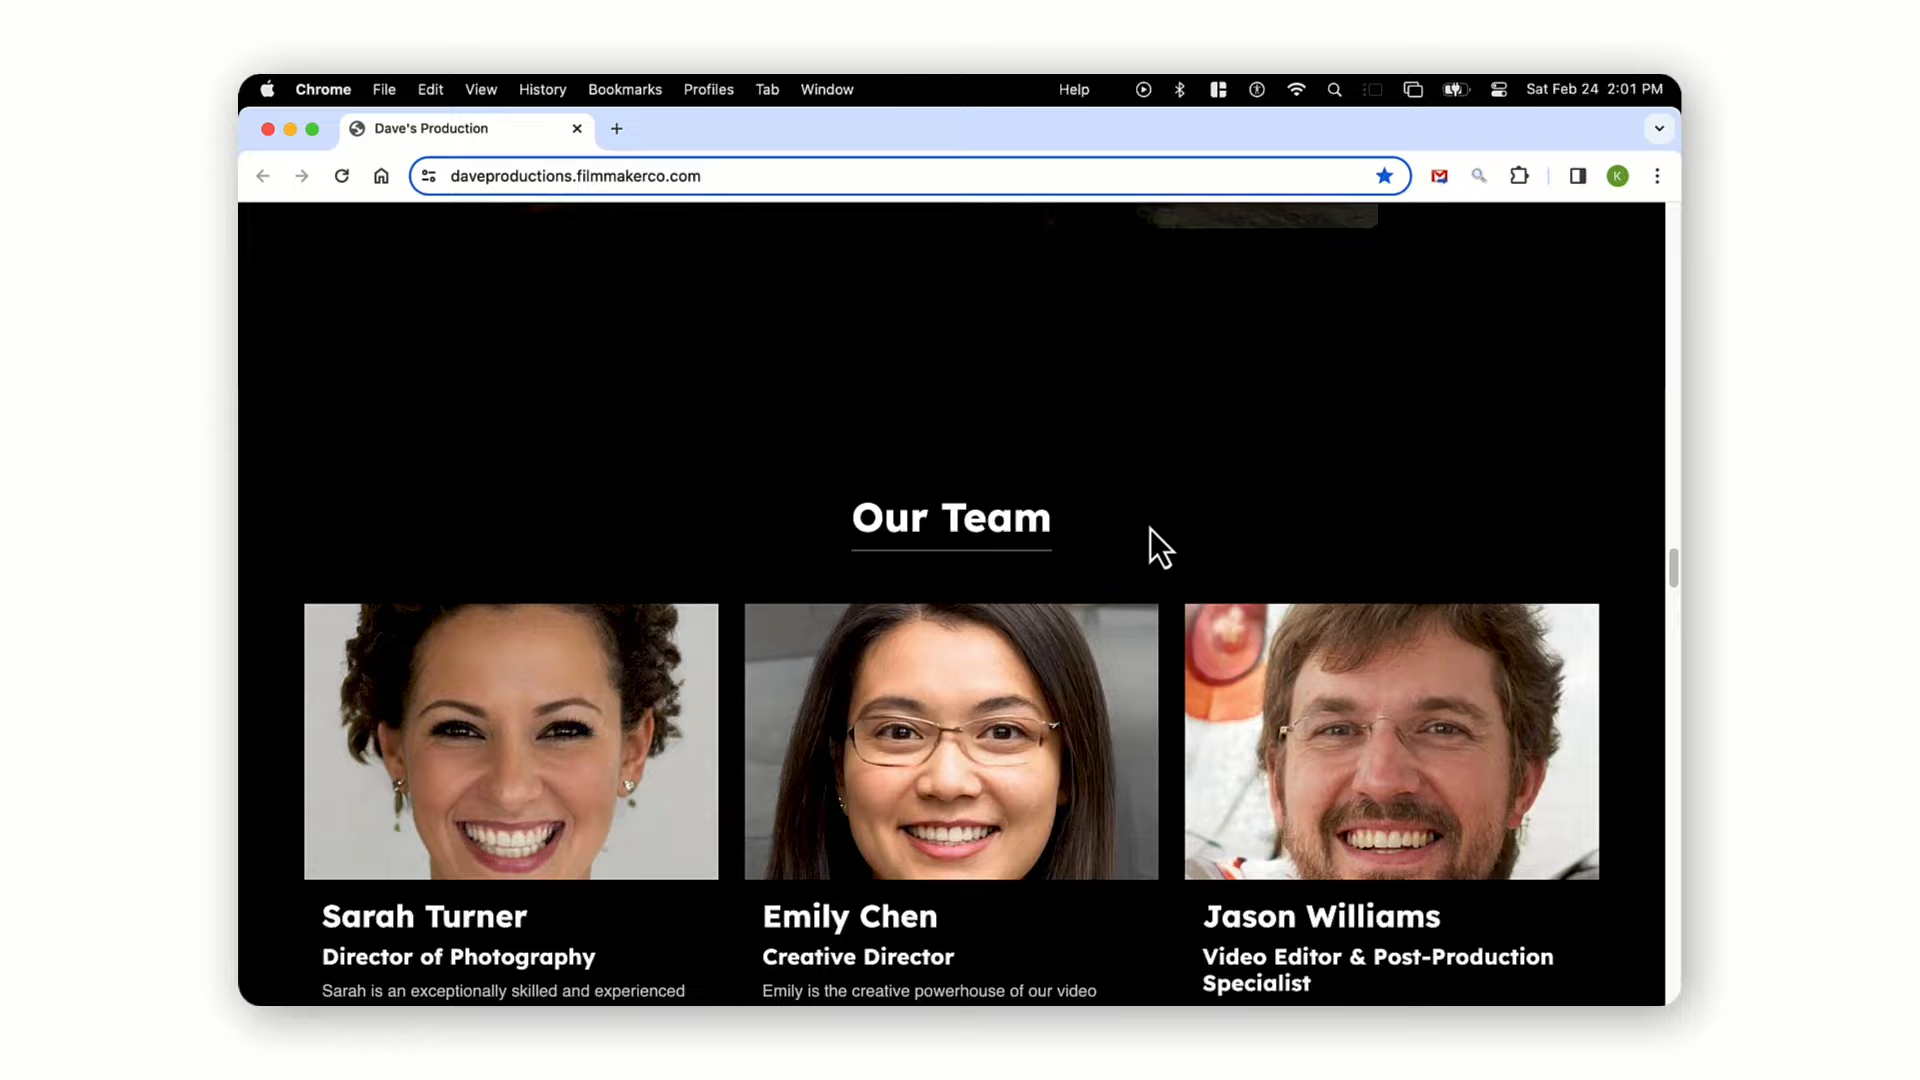 Chrome File Edit View History Bookmarks Profiles Tab Window Help Sat Feb 24 2:01 PM
Dave's Production
daveproductions.filmmakerco.com
K
Our Team
Sarah Turner
Director of Photography
Sarah is an exceptionally skilled and experienced
Emily Chen
Creative Director
Emily is the creative powerhouse of our video
Jason Williams
Video Editor & Post-Production
Specialist